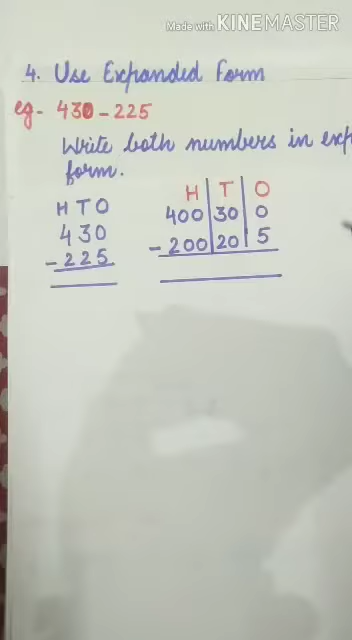 Made with KINEMASTER
4. Use Expanded Form
eg- 430-225
Write both numbers in
form.
H T O
430
-225
H T O
400 30 0
-200 20 5